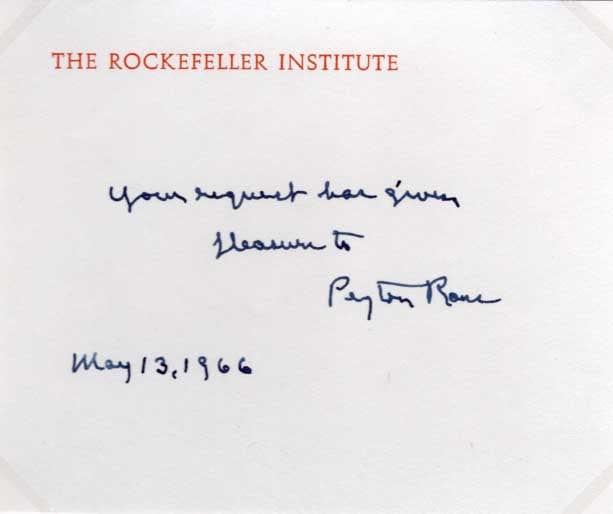 THE ROCKEFELLER INSTITUTE
Your request has given
pleasure to
Peyton Rous
May 13, 1966